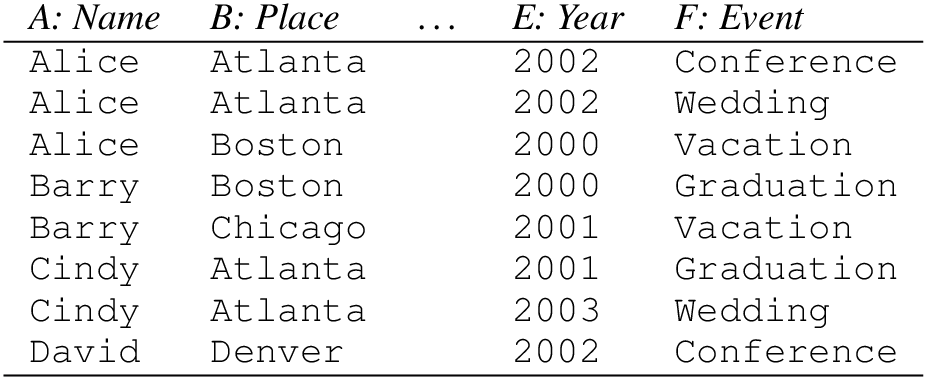 A: Name B: Place ... E: Year F: Event
Alice Atlanta 2002 Conference
Alice Atlanta 2002 Wedding
Alice Boston 2000 Vacation
Barry Boston 2000 Graduation
Barry Chicago 2001 Vacation
Cindy Atlanta 2001 Graduation
Cindy Atlanta 2003 Wedding
David Denver 2002 Conference